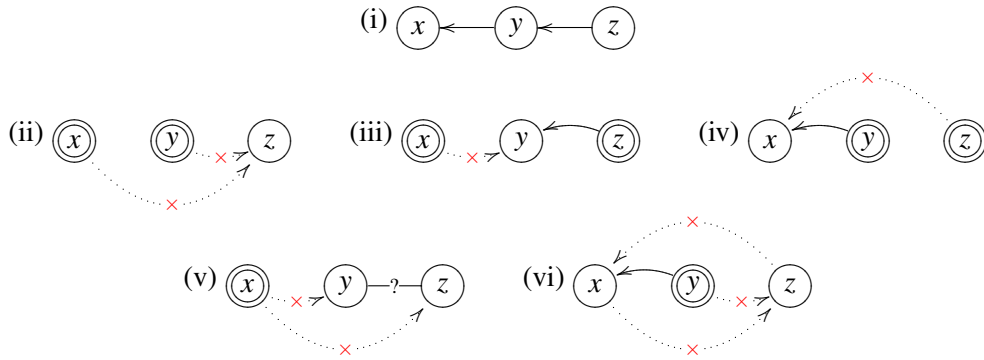 (i) x y z
(ii) x y z (iii) x y z (iv) x y z
(v) x y ? z (vi) x y z